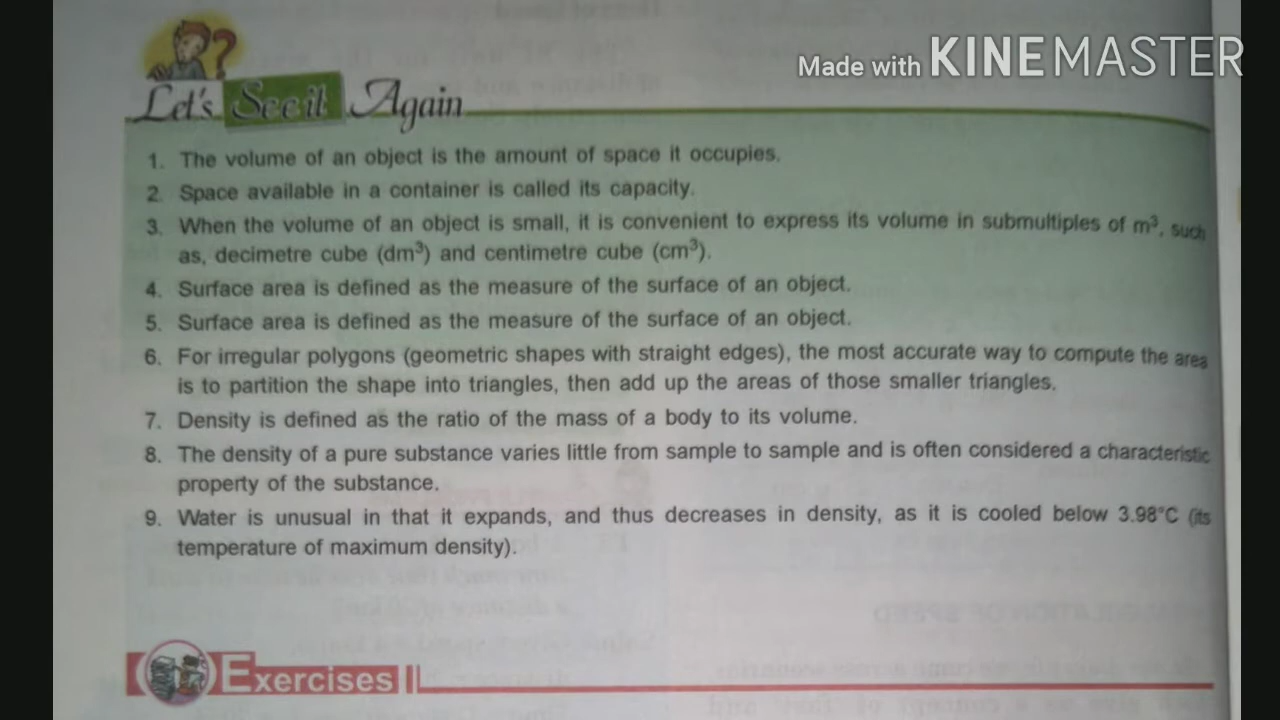 Made with KINEMASTER
Let's See it Again
1. The volume of an object is the amount of space it occupies.
2. Space available in a container is called its capacity.
3. When the volume of an object is small, it is convenient to express its volume in submultiples of m³, such
as, decimetre cube (dm³) and centimetre cube (cm³).
4. Surface area is defined as the measure of the surface of an object.
5. Surface area is defined as the measure of the surface of an object.
6. For irregular polygons (geometric shapes with straight edges), the most accurate way to compute the area
is to partition the shape into triangles, then add up the areas of those smaller triangles.
7. Density is defined as the ratio of the mass of a body to its volume.
8. The density of a pure substance varies little from sample to sample and is often considered a characteristic
property of the substance.
9. Water is unusual in that it expands, and thus decreases in density, as it is cooled below 3.98°C (its
temperature of maximum density).
Exercises